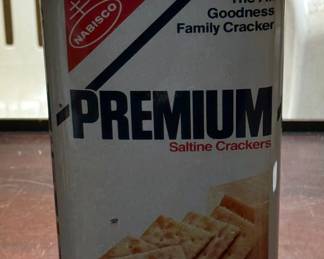 NABISCO
Goodness
Family Cracker
PREMIUM
Saltine Crackers